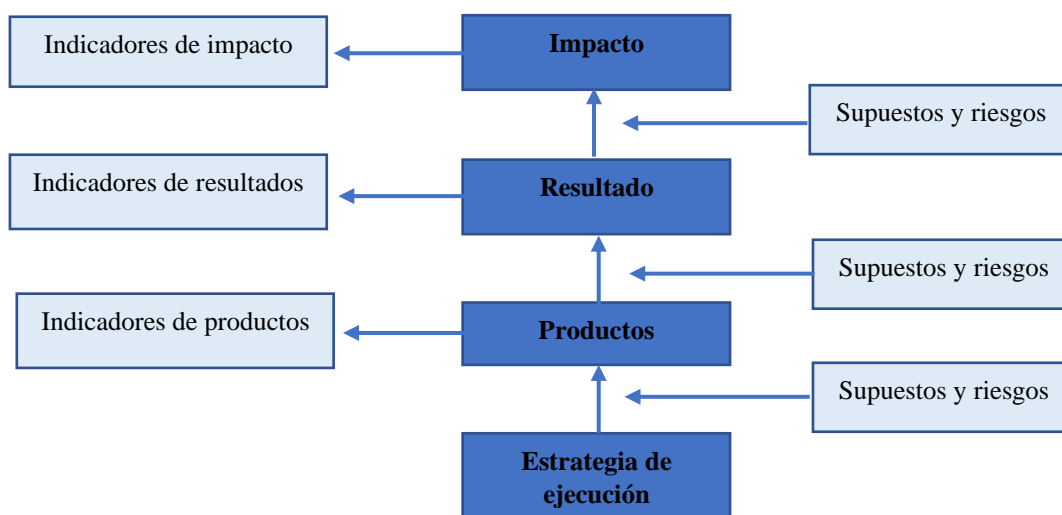 Indicadores de impacto
Impacto
Supuestos y riesgos
Indicadores de resultados
Resultado
Supuestos y riesgos
Indicadores de productos
Productos
Supuestos y riesgos
Estrategia de
ejecución